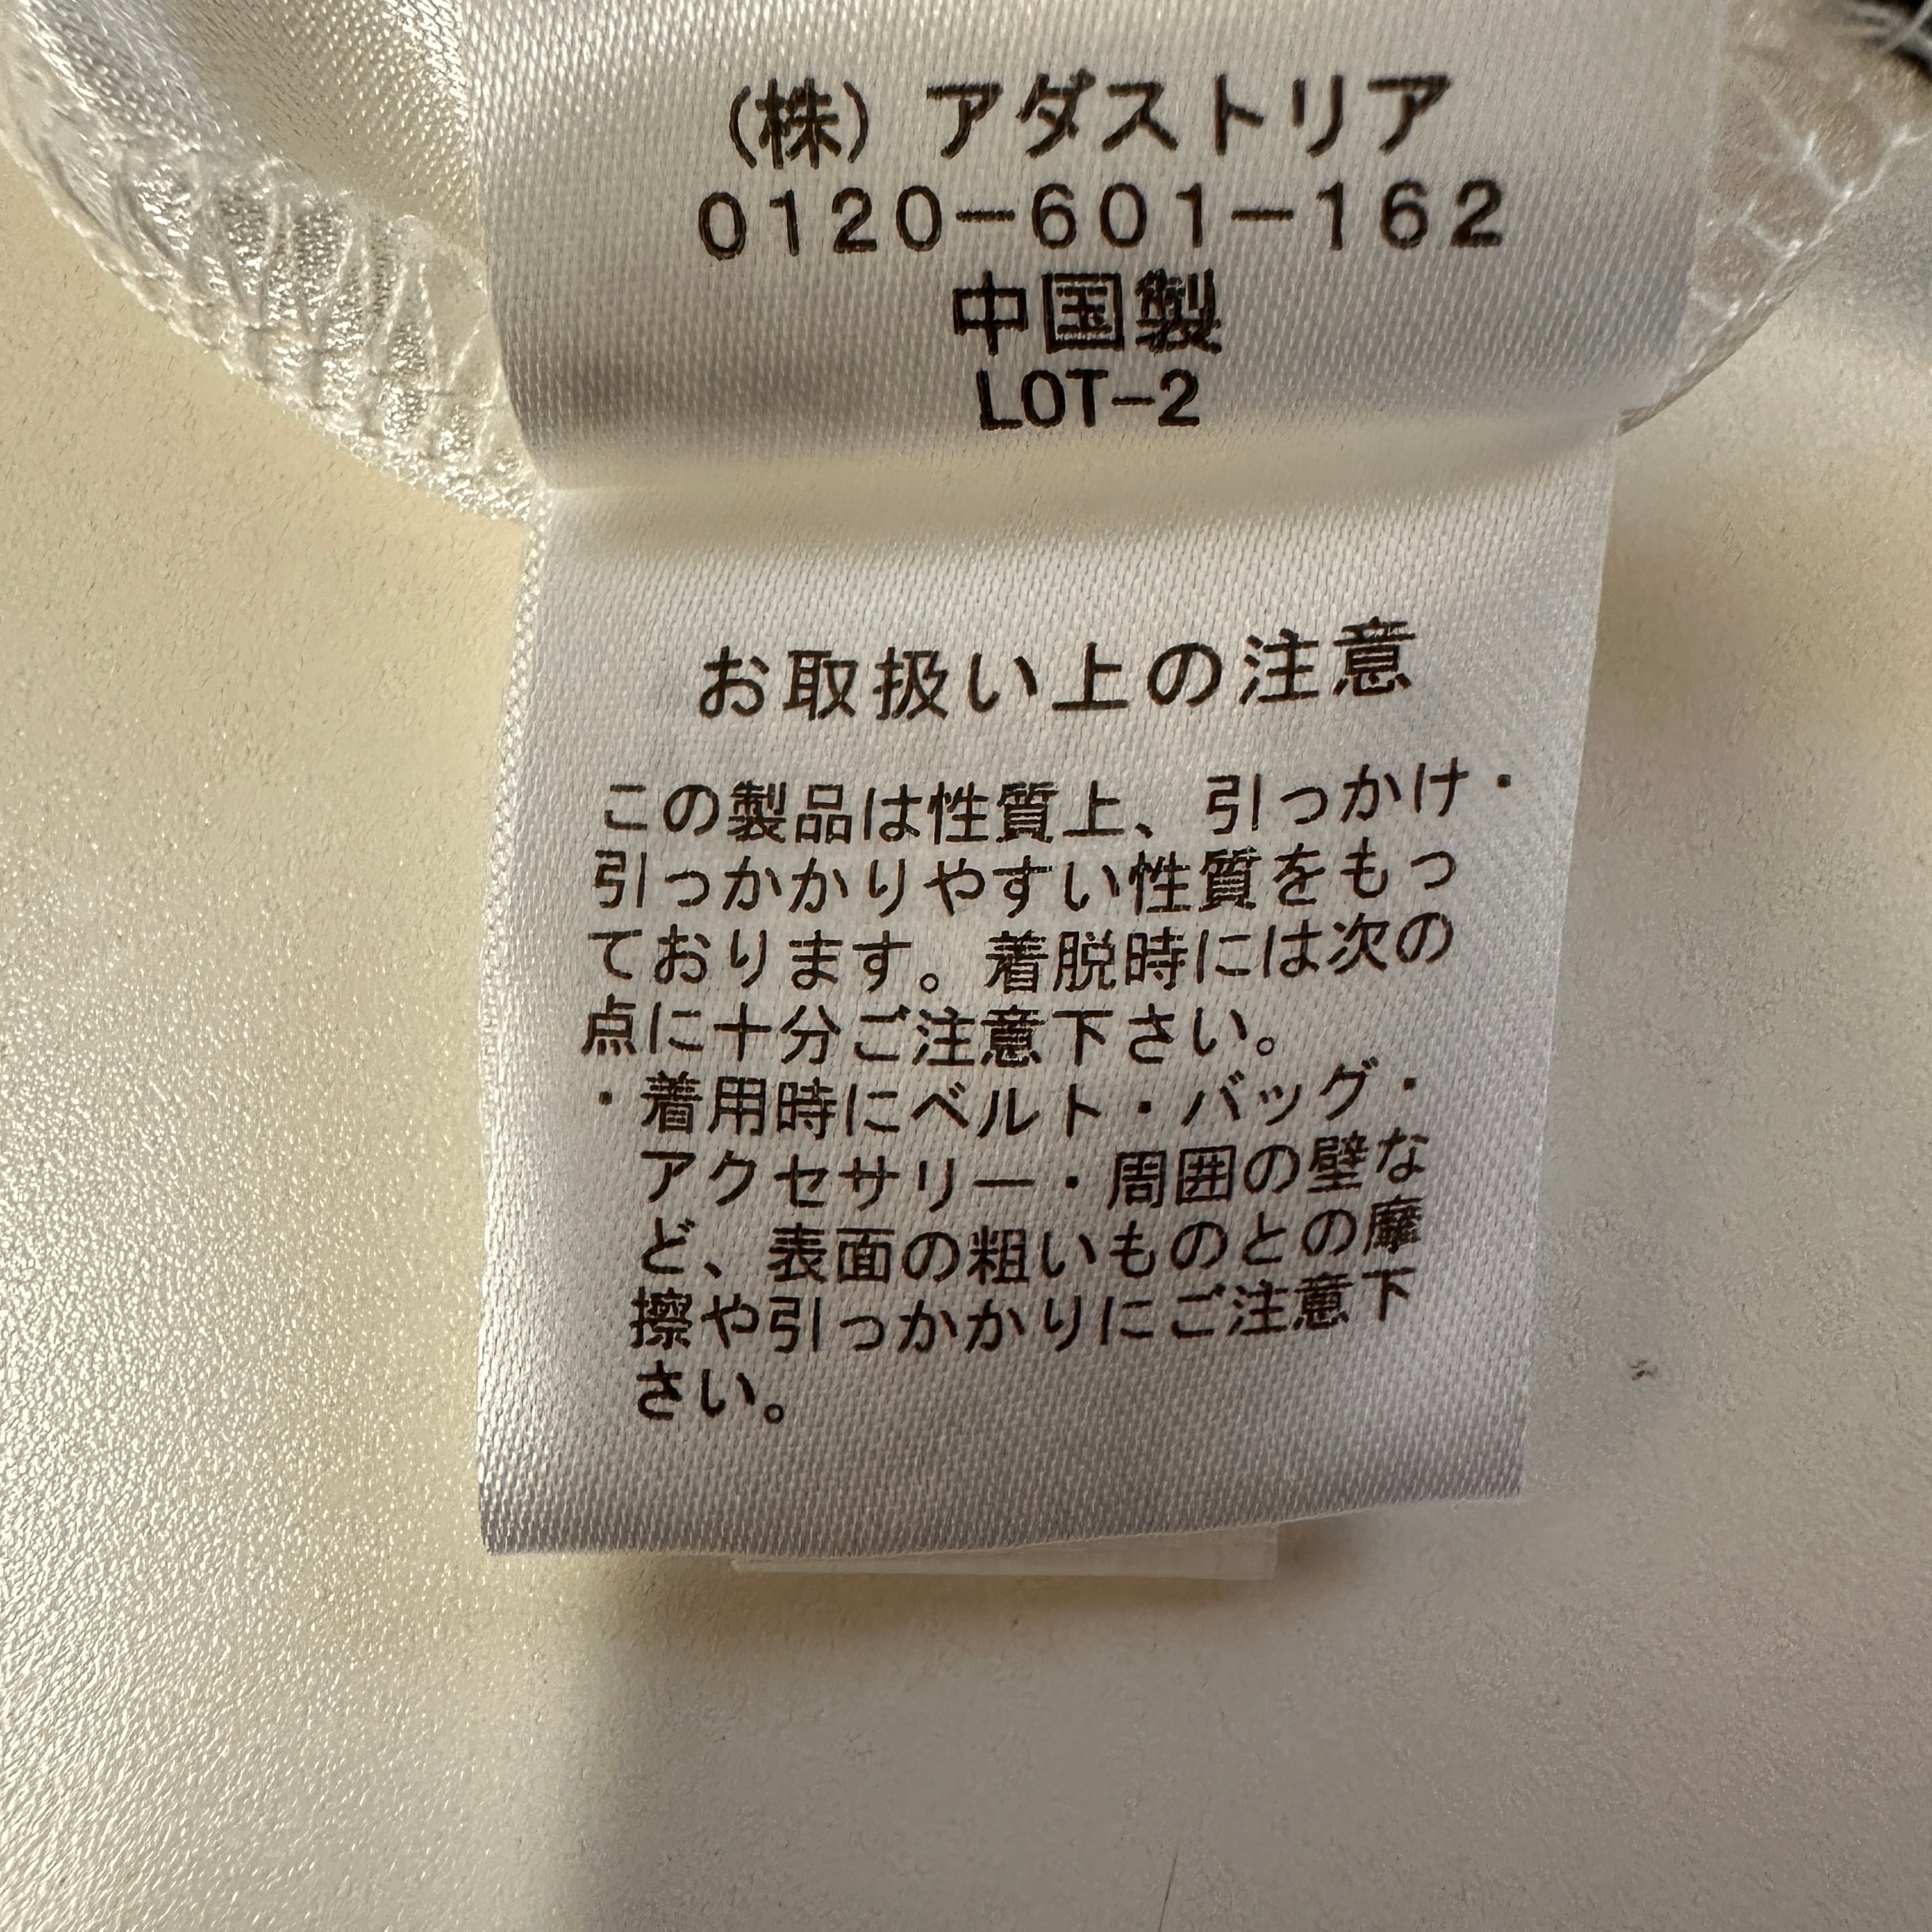 (株) アダストリア
0120-601-162
中国製
LOT-2
お取扱い上の注意
この製品は性質上、引っかけ・
引っかかりやすい性質をもっ
ております。着脱時には次の
点に十分ご注意下さい。
・着用時にベルト・バッグ・
アクセサリー・周囲の壁な
ど、表面の粗いものとの摩
擦や引っかかりにご注意下
さい。